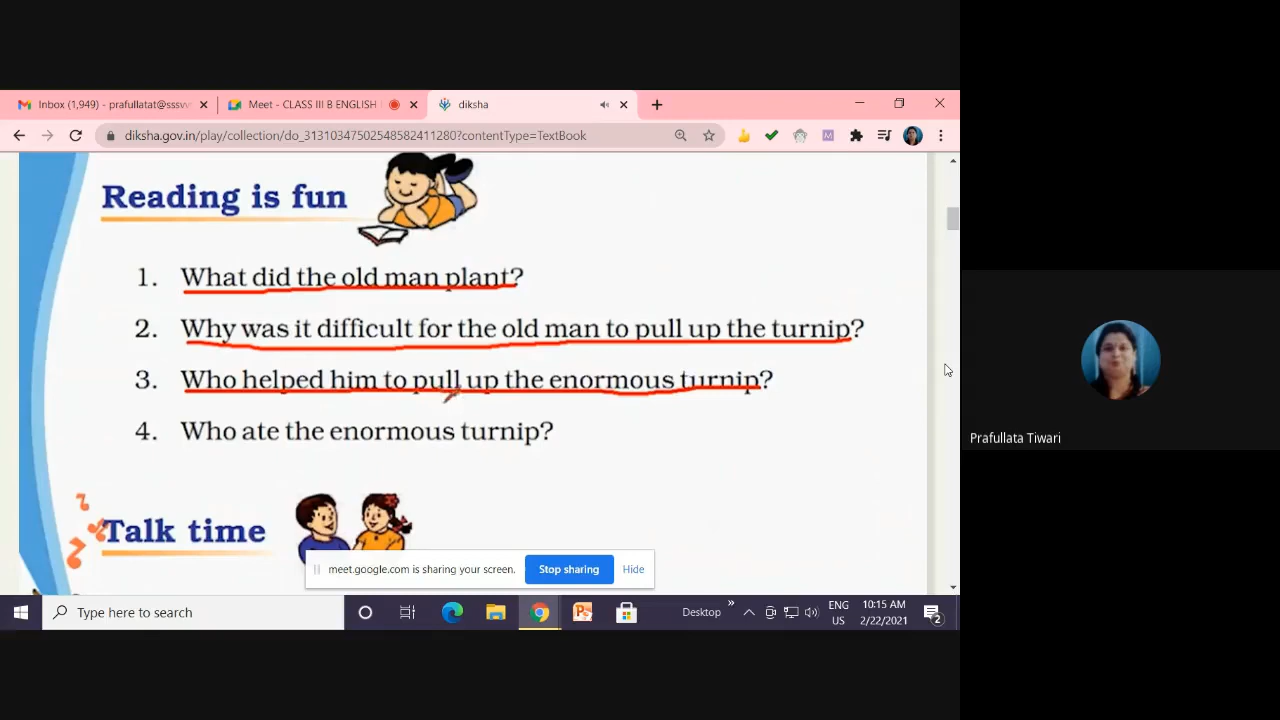 Inbox (1,949) - prafullatat@sssvv
Meet - CLASS III B ENGLISH
diksha
diksha.gov.in/play/collection/do_31310347502548582411280?contentType=TextBook
Reading is fun
1. What did the old man plant?
2. Why was it difficult for the old man to pull up the turnip?
3. Who helped him to pull up the enormous turnip?
4. Who ate the enormous turnip?
Talk time
meet.google.com is sharing your screen.
Stop sharing
Hide
Prafullata Tiwari
Type here to search
Desktop
ENG
US
10:15 AM
2/22/2021
2